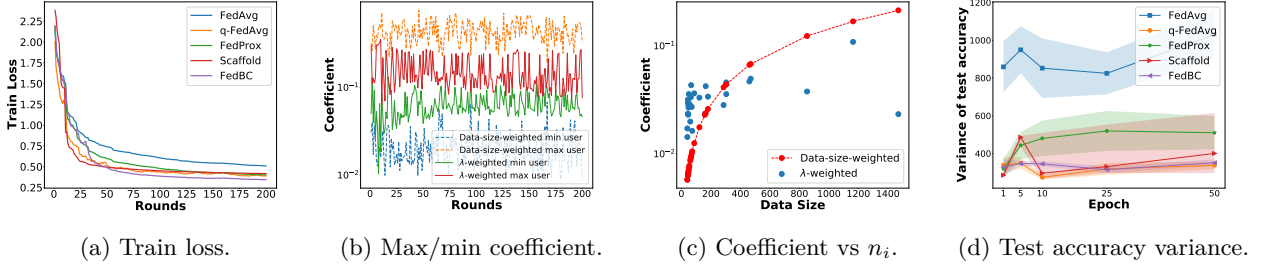 2.25
2.00
1.75
1.50
1.25
1.00
0.75
0.50
0.25
Train Loss
0 25 50 75 100 125 150 175 200
Rounds
FedAvg
q-FedAvg
FedProx
Scaffold
FedBC
(a) Train loss.
Coefficient
10⁻¹
10⁻²
0 25 50 75 100 125 150 175 200
Rounds
Data-size-weighted min user
Data-size-weighted max user
λ-weighted min user
λ-weighted max user
(b) Max/min coefficient.
Coefficient
10⁻¹
10⁻²
0 200 400 600 800 1000 1200 1400
Data Size
Data-size-weighted
λ-weighted
(c) Coefficient vs nᵢ.
Variance of test accuracy
1000
800
600
400
1 5 10 25 50
Epoch
FedAvg
q-FedAvg
FedProx
Scaffold
FedBC
(d) Test accuracy variance.